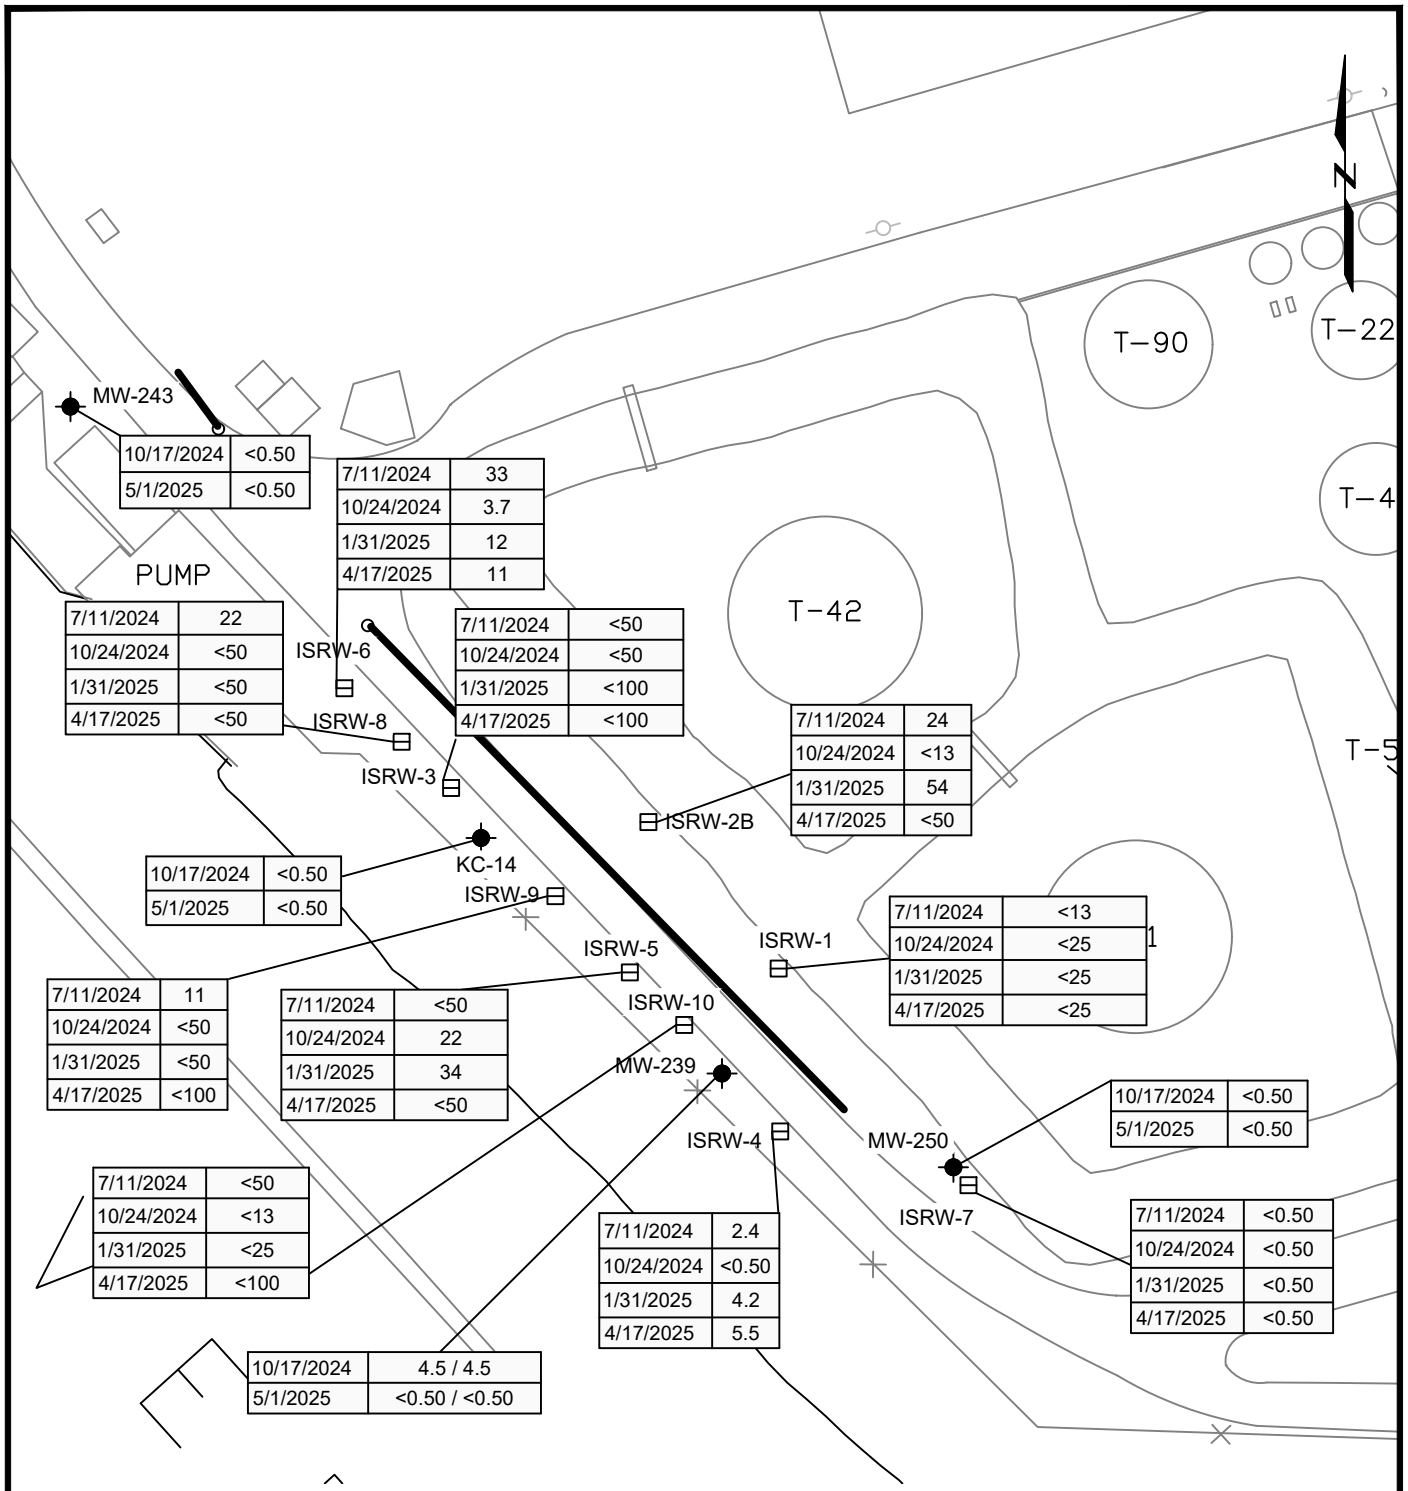 N
T-90
T-22
MW-243
10/17/2024 <0.50
5/1/2025 <0.50
7/11/2024 33
10/24/2024 3.7
1/31/2025 12
4/17/2025 11
T-4
PUMP
T-42
7/11/2024 22
10/24/2024 <50
1/31/2025 <50
4/17/2025 <50
ISRW-6
7/11/2024 <50
10/24/2024 <50
1/31/2025 <100
4/17/2025 <100
ISRW-8
7/11/2024 24
10/24/2024 <13
1/31/2025 54
4/17/2025 <50
T-5
ISRW-3
ISRW-2B
10/17/2024 <0.50
5/1/2025 <0.50
KC-14
ISRW-9
7/11/2024 <13
10/24/2024 <25
1/31/2025 <25
4/17/2025 <25
1
ISRW-5
ISRW-1
7/11/2024 11
10/24/2024 <50
1/31/2025 <50
4/17/2025 <100
7/11/2024 <50
10/24/2024 22
1/31/2025 34
4/17/2025 <50
ISRW-10
MW-239
10/17/2024 <0.50
5/1/2025 <0.50
ISRW-4
MW-250
ISRW-7
7/11/2024 <50
10/24/2024 <13
1/31/2025 <25
4/17/2025 <100
7/11/2024 2.4
10/24/2024 <0.50
1/31/2025 4.2
4/17/2025 5.5
7/11/2024 <0.50
10/24/2024 <0.50
1/31/2025 <0.50
4/17/2025 <0.50
10/17/2024 4.5 / 4.5
5/1/2025 <0.50 / <0.50